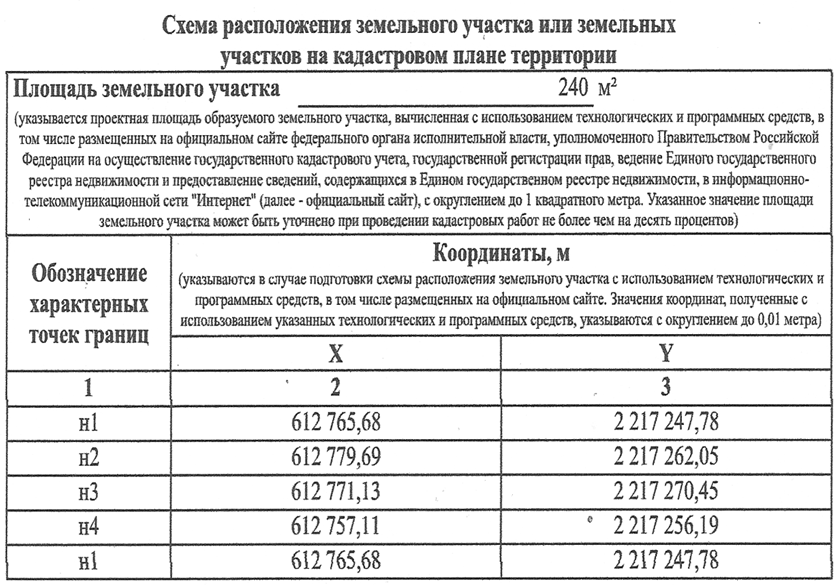 Схема расположения земельного участка или земельных
участков на кадастровом плане территории
Площадь земельного участка 240 м²
(указывается проектная площадь образуемого земельного участка, вычисленная с использованием технологических и программных средств, в
том числе размещенных на официальном сайте федерального органа исполнительной власти, уполномоченного Правительством Российской
Федерации на осуществление государственного кадастрового учета, государственной регистрации прав, ведение Единого государственного
реестра недвижимости и предоставление сведений, содержащихся в Едином государственном реестре недвижимости, в информационно-
телекоммуникационной сети "Интернет" (далее - официальный сайт), с округлением до 1 квадратного метра. Указанное значение площади
земельного участка может быть уточнено при проведении кадастровых работ не более чем на десять процентов)
Обозначение
характерных
точек границ
Координаты, м
(указываются в случае подготовки схемы расположения земельного участка с использованием технологических и
программных средств, в том числе размещенных на официальном сайте. Значения координат, полученные с
использованием указанных технологических и программных средств, указываются с округлением до 0,01 метра)
X Y
1 2 3
н1 612 765,68 2 217 247,78
н2 612 779,69 2 217 262,05
н3 612 771,13 2 217 270,45
н4 612 757,11 2 217 256,19
н1 612 765,68 2 217 247,78